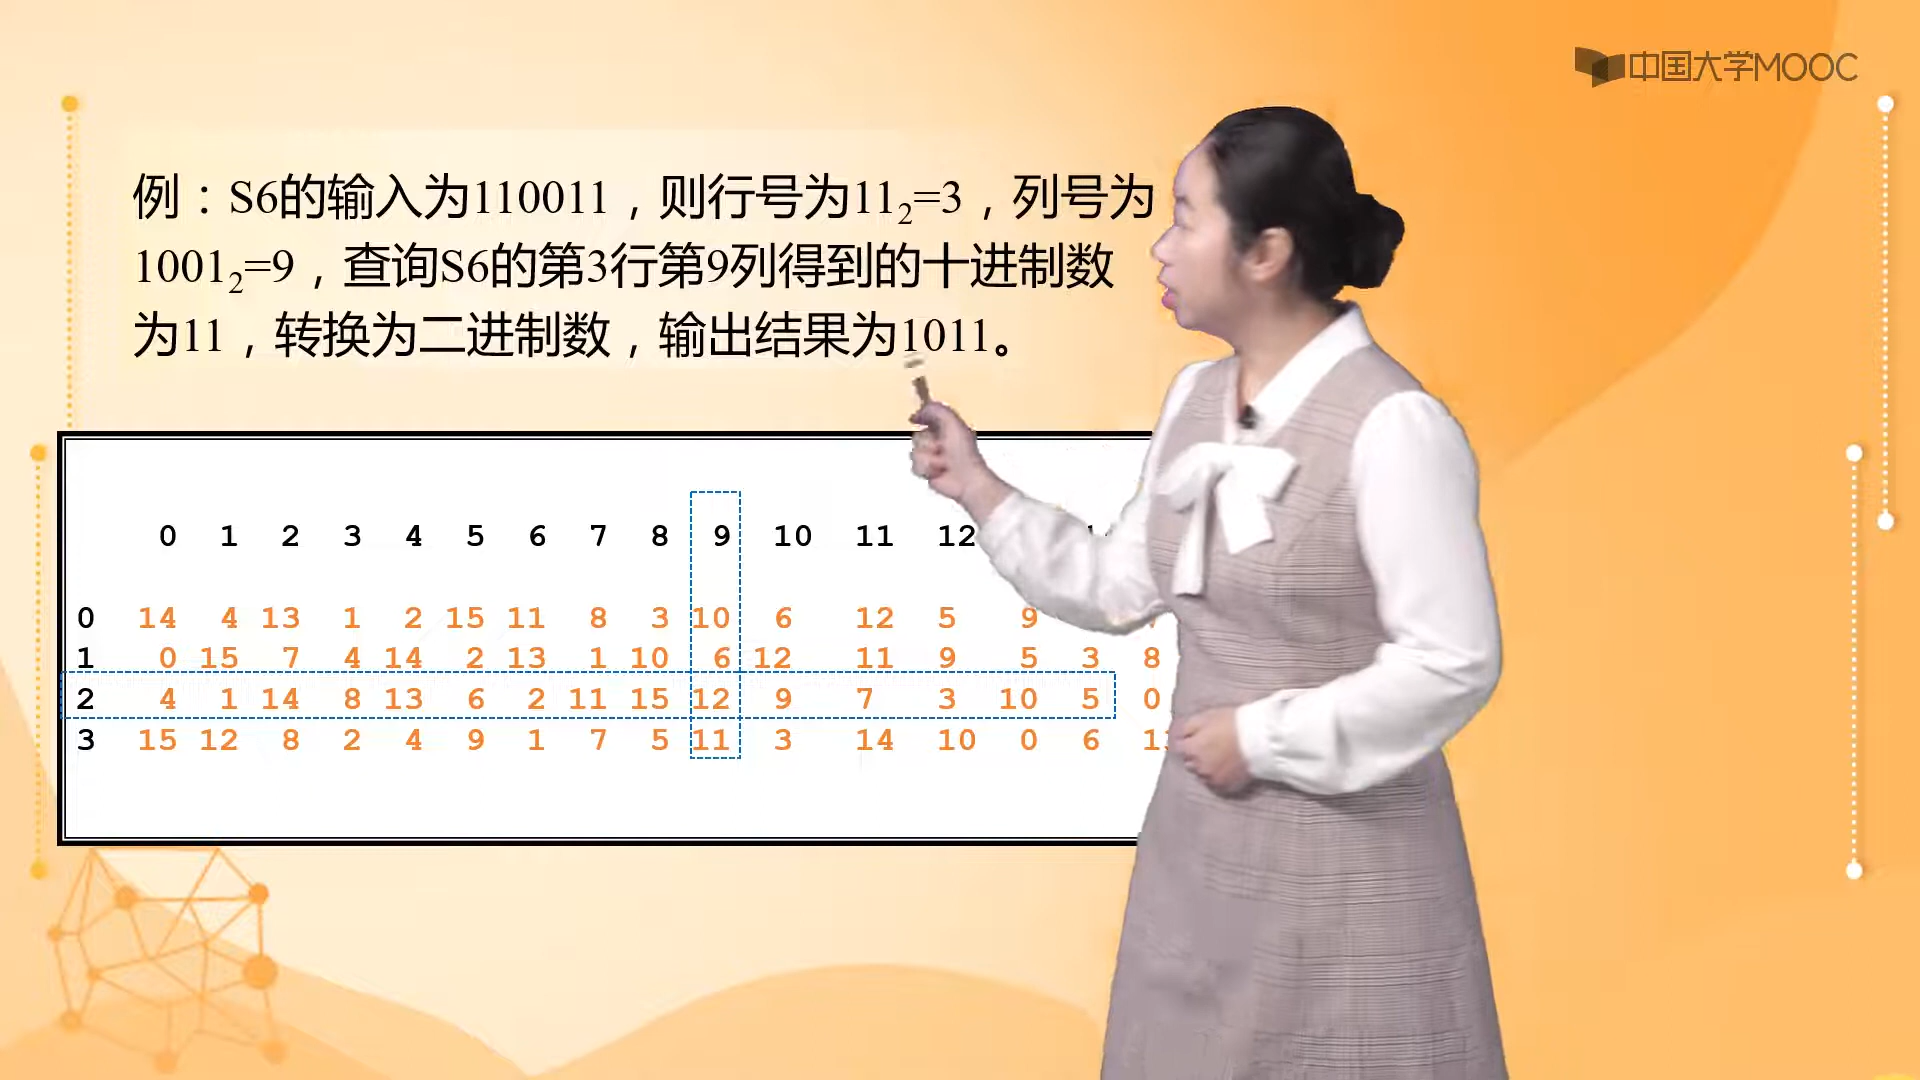 中国大学MOOC
例：S6的输入为110011，则行号为11₂=3，列号为
1001₂=9，查询S6的第3行第9列得到的十进制数
为11，转换为二进制数，输出结果为1011。
0 1 2 3 4 5 6 7 8 9 10 11 12
0 14 4 13 1 2 15 11 8 3 10 6 12 5 9
1 0 15 7 4 14 2 13 1 10 6 12 11 9 5 3 8
2 4 1 14 8 13 6 2 11 15 12 9 7 3 10 5 0
3 15 12 8 2 4 9 1 7 5 11 3 14 10 0 6